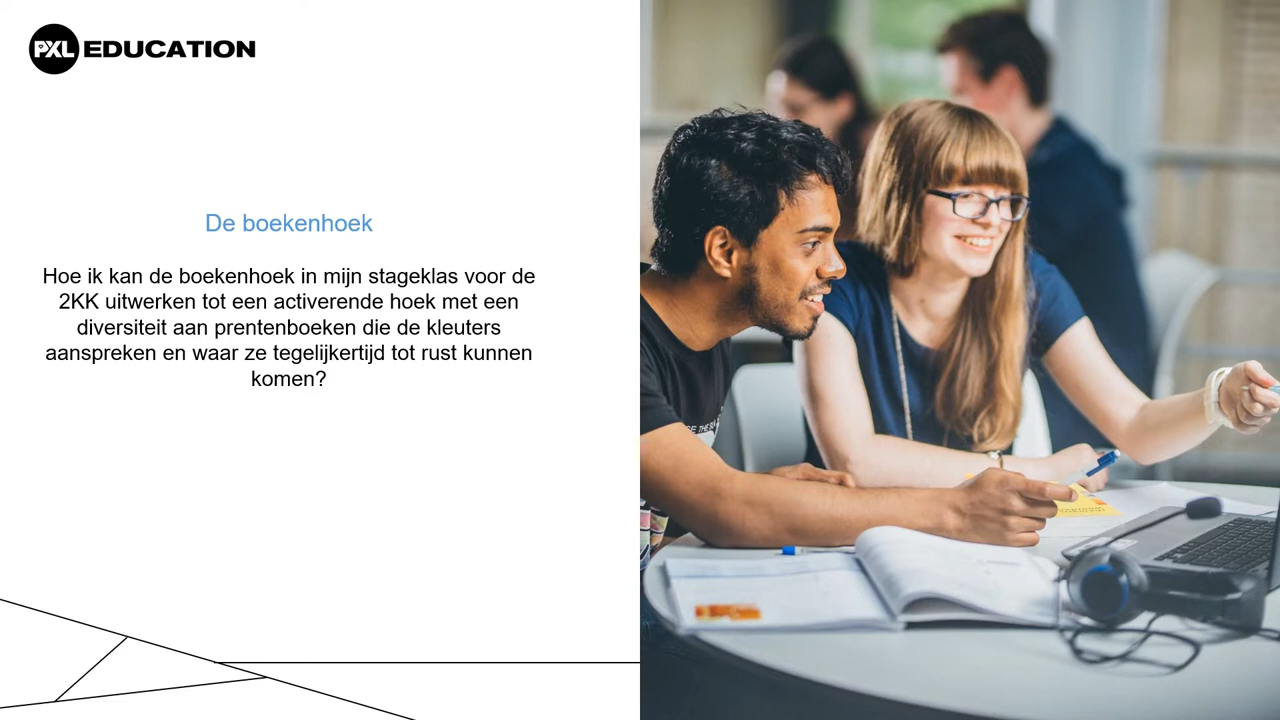 PXL EDUCATION
De boekenhoek
Hoe ik kan de boekenhoek in mijn stageklas voor de
2KK uitwerken tot een activerende hoek met een
diversiteit aan prentenboeken die de kleuters
aanspreken en waar ze tegelijkertijd tot rust kunnen
komen?